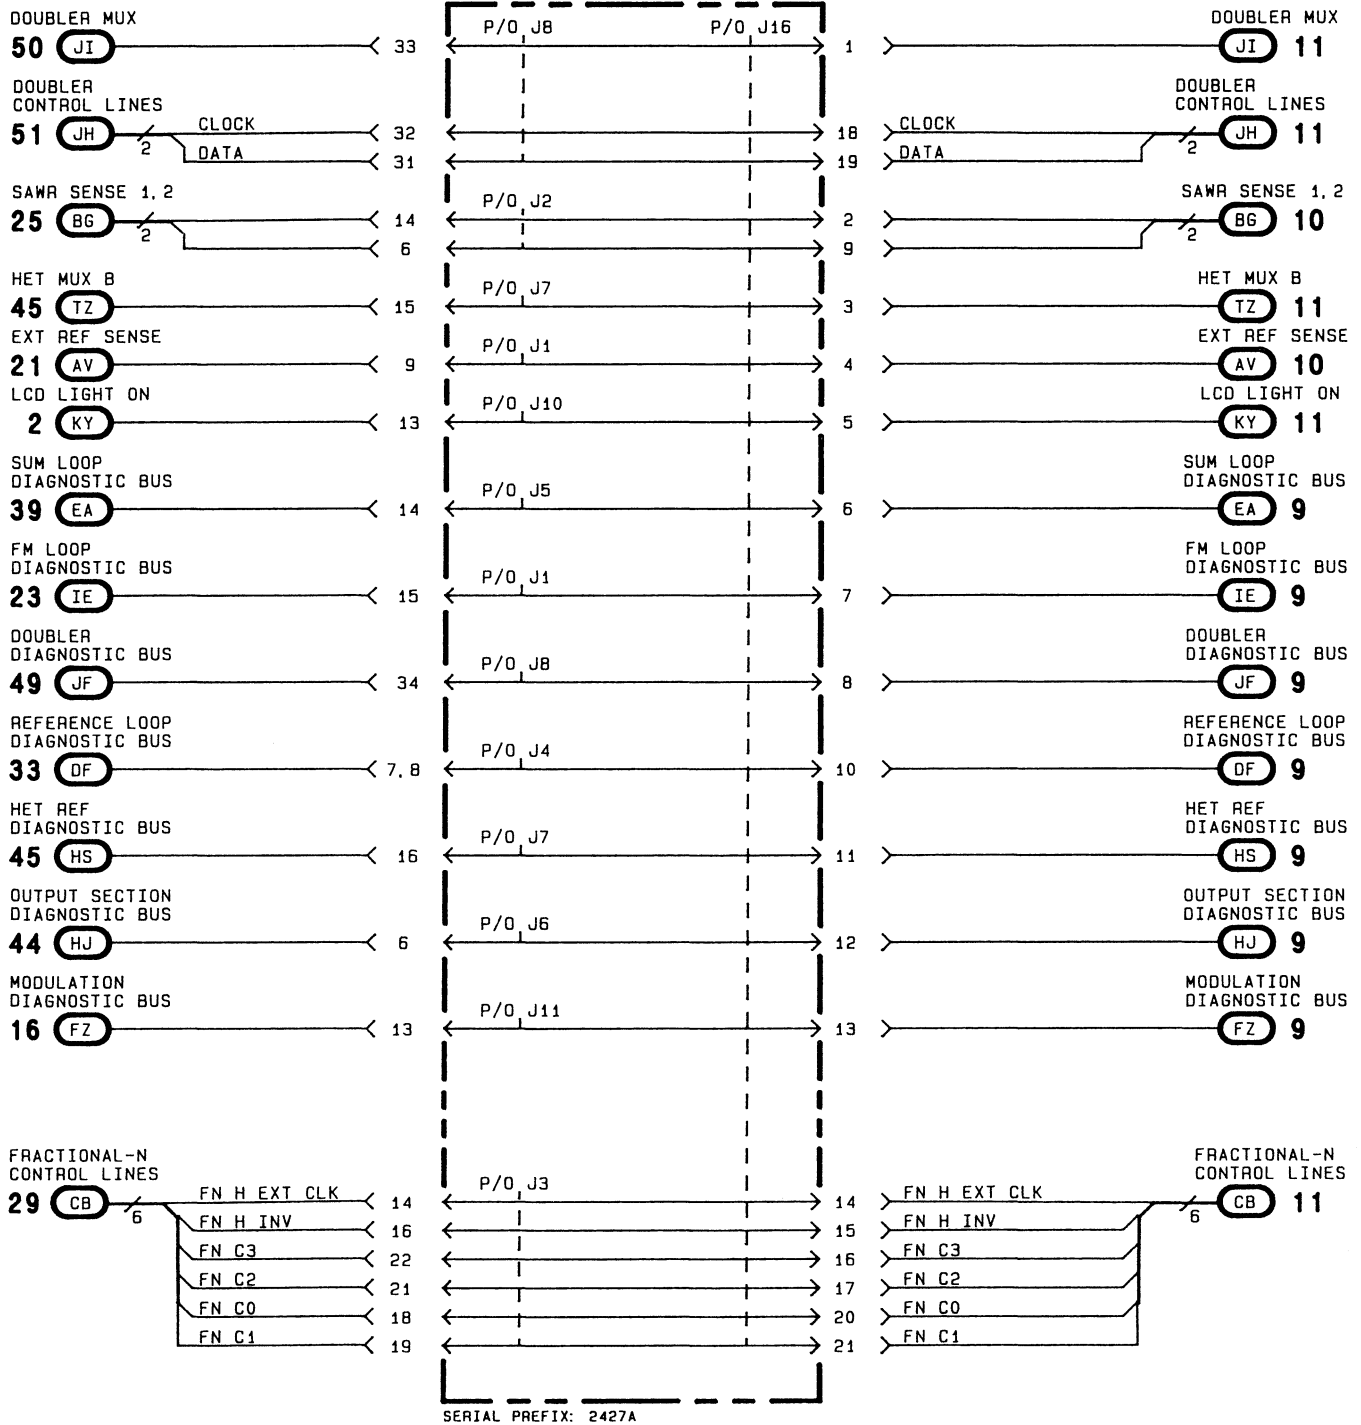 DOUBLER MUX
50 JI 33 P/O J8 P/O J16 1 DOUBLER MUX
JI 11
DOUBLER
CONTROL LINES
51 JH 2 CLOCK 32 18 CLOCK
DATA 31 19 DATA
DOUBLER
CONTROL LINES
2 JH 11
SAWR SENSE 1,2
25 BG 2 14 P/O J2 2
6 9
SAWR SENSE 1,2
2 BG 10
HET MUX B
45 TZ 15 P/O J7 3
HET MUX B
TZ 11
EXT REF SENSE
21 AV 9 P/O J1 4
EXT REF SENSE
AV 10
LCD LIGHT ON
2 KY 13 P/O J10 5
LCD LIGHT ON
KY 11
SUM LOOP
DIAGNOSTIC BUS
39 EA 14 P/O J5 6
SUM LOOP
DIAGNOSTIC BUS
EA 9
FM LOOP
DIAGNOSTIC BUS
23 IE 15 P/O J1 7
FM LOOP
DIAGNOSTIC BUS
IE 9
DOUBLER
DIAGNOSTIC BUS
49 JF 34 P/O J8 8
DOUBLER
DIAGNOSTIC BUS
JF 9
REFERENCE LOOP
DIAGNOSTIC BUS
33 DF 7,8 P/O J4 10
REFERENCE LOOP
DIAGNOSTIC BUS
DF 9
HET REF
DIAGNOSTIC BUS
45 HS 16 P/O J7 11
HET REF
DIAGNOSTIC BUS
HS 9
OUTPUT SECTION
DIAGNOSTIC BUS
44 HJ 6 P/O J6 12
OUTPUT SECTION
DIAGNOSTIC BUS
HJ 9
MODULATION
DIAGNOSTIC BUS
16 FZ 13 P/O J11 13
MODULATION
DIAGNOSTIC BUS
FZ 9
FRACTIONAL-N
CONTROL LINES
29 CB 6 P/O J3
FN H EXT CLK 14 14 FN H EXT CLK
FN H INV 16 15 FN H INV
FN C3 22 16 FN C3
FN C2 21 17 FN C2
FN C0 18 20 FN C0
FN C1 19 21 FN C1
FRACTIONAL-N
CONTROL LINES
6 CB 11
SERIAL PREFIX: 2427A